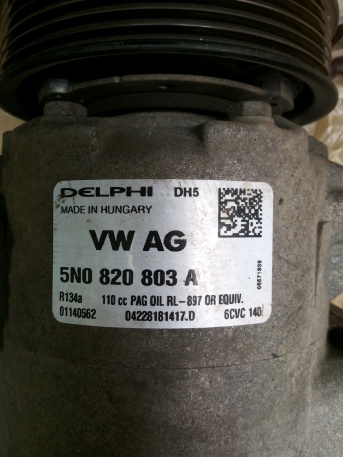 DELPHI DH5
MADE IN HUNGARY
VW AG
5N0 820 803 A
R134a 110 cc PAG OIL RL-897 OR EQUIV.
01140562 04228181417.D 6CVC 140
06571939